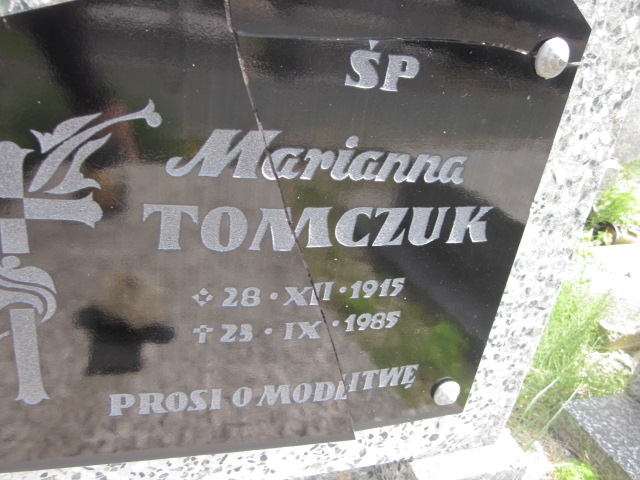 ŚP
Marianna
TOMCZUK
28 · XII · 1915
✝ 23 · IX · 1985
PROSI O MODLITWĘ